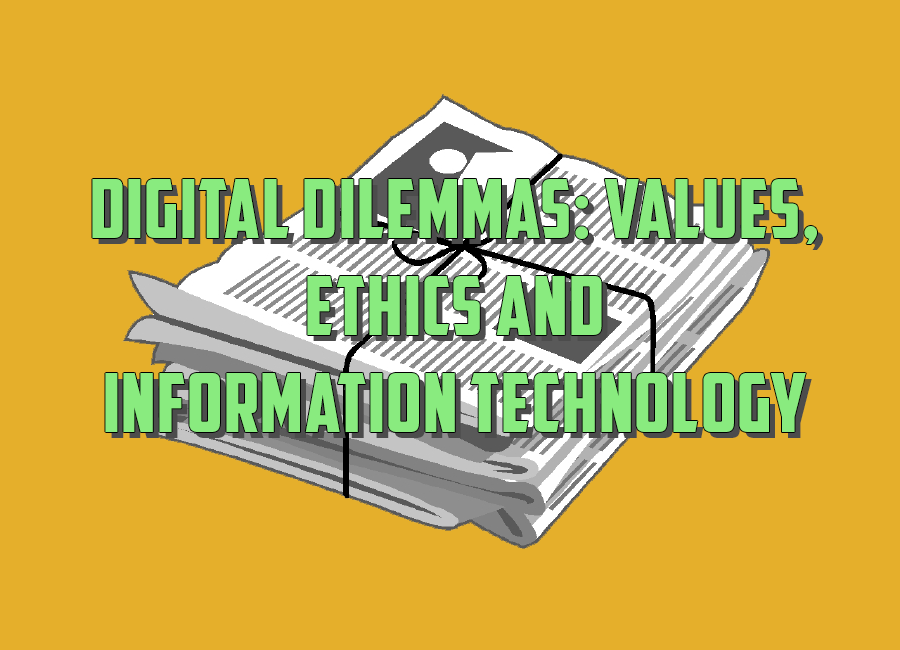 DIGITAL DILEMMAS: VALUES,
ETHICS AND
INFORMATION TECHNOLOGY